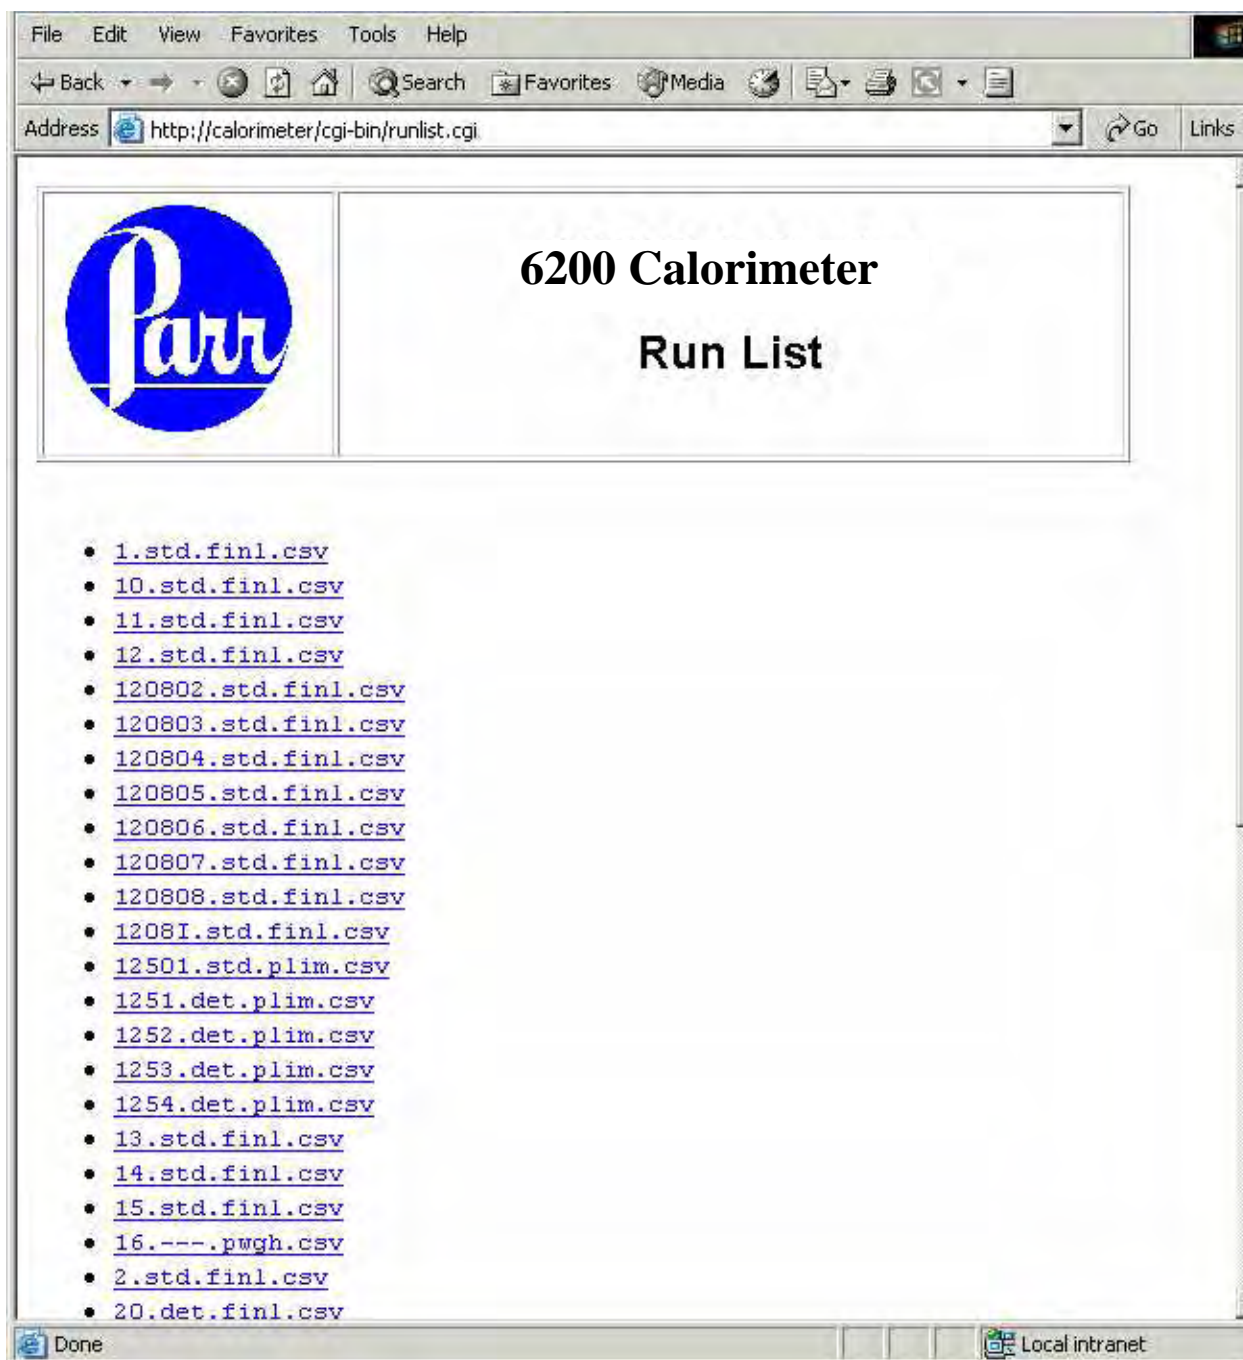 File Edit View Favorites Tools Help
Back Search Favorites Media
Address http://calorimeter/cgi-bin/runlist.cgi Go Links
Parr
6200 Calorimeter
Run List
1.std.finl.csv
10.std.finl.csv
11.std.finl.csv
12.std.finl.csv
120802.std.finl.csv
120803.std.finl.csv
120804.std.finl.csv
120805.std.finl.csv
120806.std.finl.csv
120807.std.finl.csv
120808.std.finl.csv
1208I.std.finl.csv
12501.std.plim.csv
1251.det.plim.csv
1252.det.plim.csv
1253.det.plim.csv
1254.det.plim.csv
13.std.finl.csv
14.std.finl.csv
15.std.finl.csv
16.---.pwgh.csv
2.std.finl.csv
20.det.finl.csv
Done Local intranet